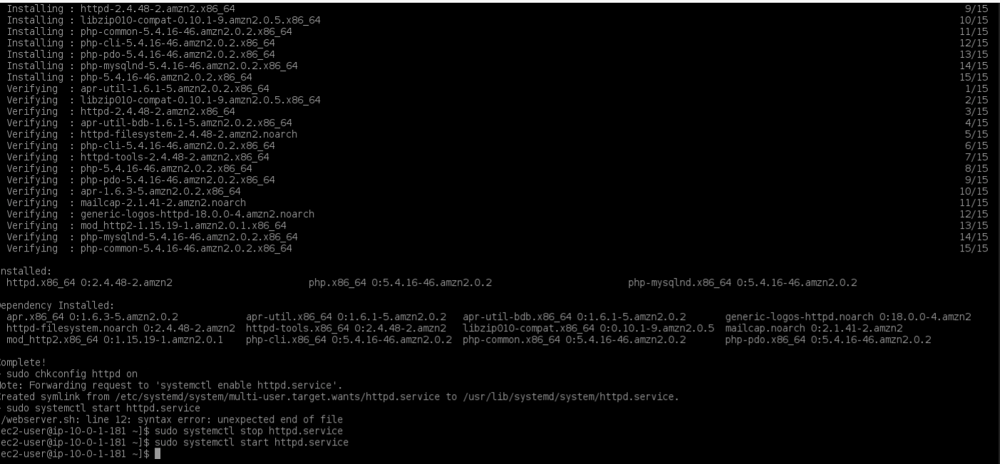 Installing : httpd-2.4.48-2.amzn2.x86_64 9/15
Installing : libzip010-compat-0.10.1-9.amzn2.0.5.x86_64 10/15
Installing : php-common-5.4.16-46.amzn2.0.2.x86_64 11/15
Installing : php-cli-5.4.16-46.amzn2.0.2.x86_64 12/15
Installing : php-pdo-5.4.16-46.amzn2.0.2.x86_64 13/15
Installing : php-mysqlnd-5.4.16-46.amzn2.0.2.x86_64 14/15
Installing : php-5.4.16-46.amzn2.0.2.x86_64 15/15
Verifying : apr-util-1.6.1-5.amzn2.0.2.x86_64 1/15
Verifying : libzip010-compat-0.10.1-9.amzn2.0.5.x86_64 2/15
Verifying : httpd-2.4.48-2.amzn2.x86_64 3/15
Verifying : apr-util-bdb-1.6.1-5.amzn2.0.2.x86_64 4/15
Verifying : httpd-filesystem-2.4.48-2.amzn2.noarch 5/15
Verifying : php-cli-5.4.16-46.amzn2.0.2.x86_64 6/15
Verifying : httpd-tools-2.4.48-2.amzn2.x86_64 7/15
Verifying : php-5.4.16-46.amzn2.0.2.x86_64 8/15
Verifying : php-pdo-5.4.16-46.amzn2.0.2.x86_64 9/15
Verifying : apr-1.6.3-5.amzn2.0.2.x86_64 10/15
Verifying : mailcap-2.1.41-2.amzn2.noarch 11/15
Verifying : generic-logos-httpd-18.0.0-4.amzn2.noarch 12/15
Verifying : mod_http2-1.15.19-1.amzn2.0.1.x86_64 13/15
Verifying : php-mysqlnd-5.4.16-46.amzn2.0.2.x86_64 14/15
Verifying : php-common-5.4.16-46.amzn2.0.2.x86_64 15/15
nstalled:
httpd.x86_64 0:2.4.48-2.amzn2 php.x86_64 0:5.4.16-46.amzn2.0.2 php-mysqlnd.x86_64 0:5.4.16-46.amzn2.0.2
ependency Installed:
apr.x86_64 0:1.6.3-5.amzn2.0.2 apr-util.x86_64 0:1.6.1-5.amzn2.0.2 apr-util-bdb.x86_64 0:1.6.1-5.amzn2.0.2 generic-logos-httpd.noarch 0:18.0.0-4.amzn2
httpd-filesystem.noarch 0:2.4.48-2.amzn2 httpd-tools.x86_64 0:2.4.48-2.amzn2 libzip010-compat.x86_64 0:0.10.1-9.amzn2.0.5 mailcap.noarch 0:2.1.41-2.amzn2
mod_http2.x86_64 0:1.15.19-1.amzn2.0.1 php-cli.x86_64 0:5.4.16-46.amzn2.0.2 php-common.x86_64 0:5.4.16-46.amzn2.0.2 php-pdo.x86_64 0:5.4.16-46.amzn2.0.2
omplete!
sudo chkconfig httpd on
ote: Forwarding request to 'systemctl enable httpd.service'.
reated symlink from /etc/systemd/system/multi-user.target.wants/httpd.service to /usr/lib/systemd/system/httpd.service.
sudo systemctl start httpd.service
/webserver.sh: line 12: syntax error: unexpected end of file
ec2-user@ip-10-0-1-181 ~]$ sudo systemctl stop httpd.service
ec2-user@ip-10-0-1-181 ~]$ sudo systemctl start httpd.service
ec2-user@ip-10-0-1-181 ~]$